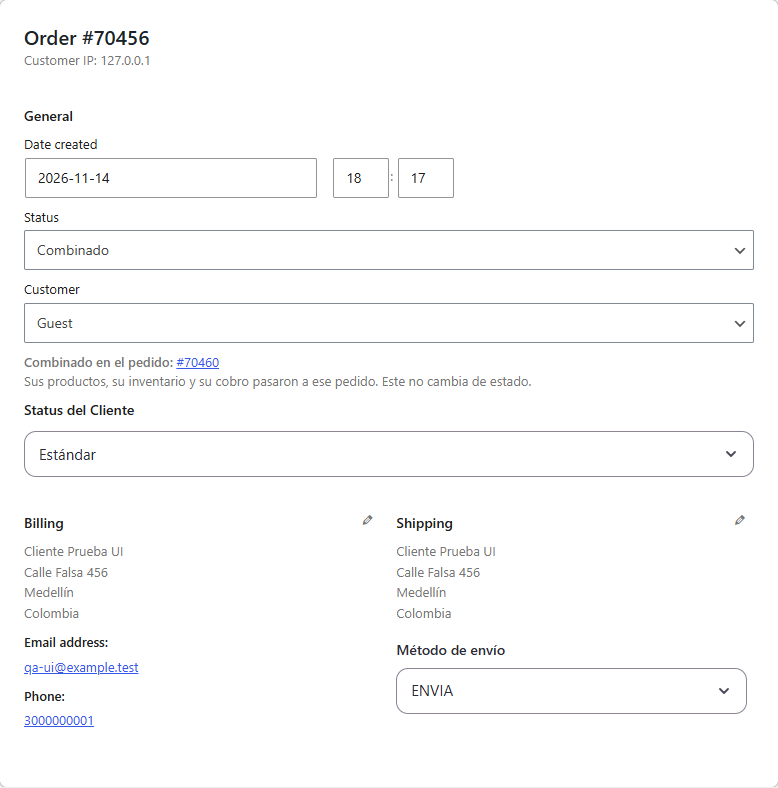 Order #70456
Customer IP: 127.0.0.1
General
Date created
2026-11-14
18 : 17
Status
Combinado
Customer
Guest
Combinado en el pedido: #70460
Sus productos, su inventario y su cobro pasaron a ese pedido. Este no cambia de estado.
Status del Cliente
Estándar
Billing
Cliente Prueba UI
Calle Falsa 456
Medellín
Colombia
Email address:
qa-ui@example.test
Phone:
3000000001
Shipping
Cliente Prueba UI
Calle Falsa 456
Medellín
Colombia
Método de envío
ENVIA